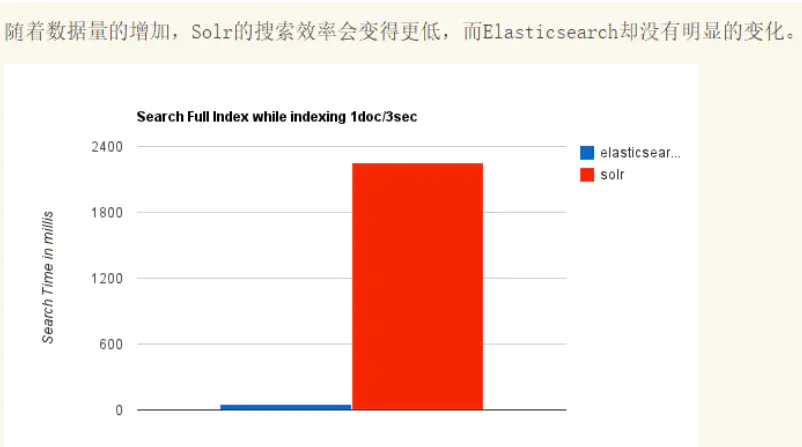 随着数据量的增加，Solr的搜索效率会变得更低，而Elasticsearch却没有明显的变化。
Search Full Index while indexing 1doc/3sec
2400
1800
1200
600
0
Search Time in millis
elasticsear...
solr